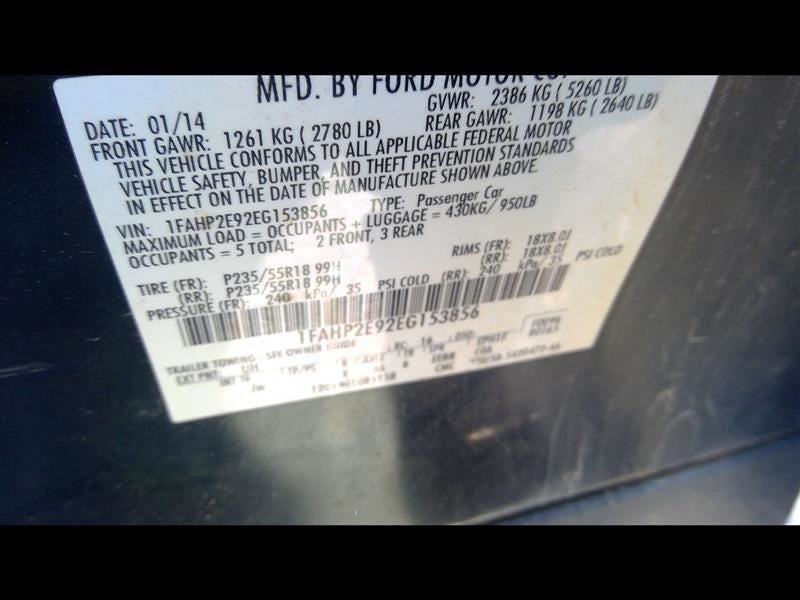 MFD. BY FORD MOTOR CO.
DATE: 01/14 GVWR: 2386 KG ( 5260 LB)
FRONT GAWR: 1261 KG ( 2780 LB) REAR GAWR: 1198 KG ( 2640 LB)
THIS VEHICLE CONFORMS TO ALL APPLICABLE FEDERAL MOTOR
VEHICLE SAFETY, BUMPER, AND THEFT PREVENTION STANDARDS
IN EFFECT ON THE DATE OF MANUFACTURE SHOWN ABOVE.
VIN: 1FAHP2E92EG153856 TYPE: Passenger Car
MAXIMUM LOAD = OCCUPANTS + LUGGAGE = 430KG/ 950LB
OCCUPANTS = 5 TOTAL; 2 FRONT, 3 REAR
TIRE (FR): P235/55R18 99H RIMS (FR): 18X8.0J
(RR): P235/55R18 99H (RR): 18X8.0J
PRESSURE (FR): 240 kPa/ 35 PSI COLD (RR): 240 kPa/ 35 PSI COLD
1FAHP2E92EG153856
TRAILER TOWING - SEE OWNER GUIDE
EXT PNT: UH